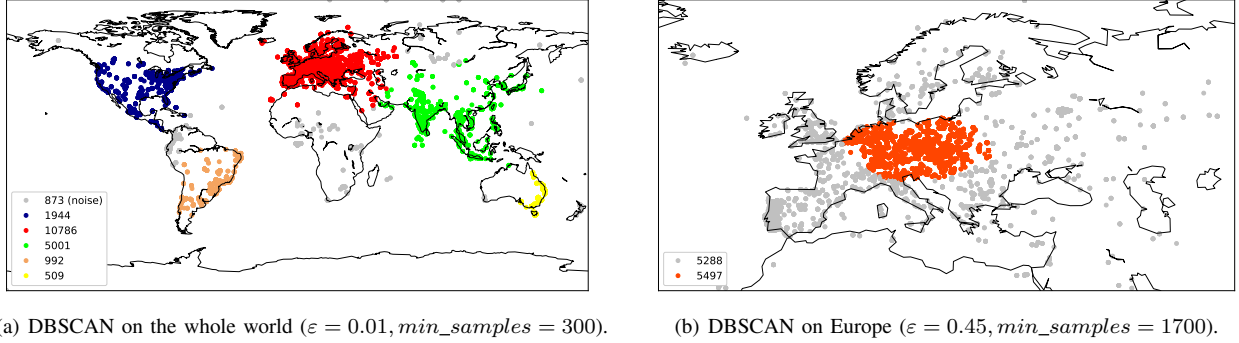 873 (noise)
1944
10786
5001
992
509
5288
5497
a) DBSCAN on the whole world (ε = 0.01, min_samples = 300).
(b) DBSCAN on Europe (ε = 0.45, min_samples = 1700).